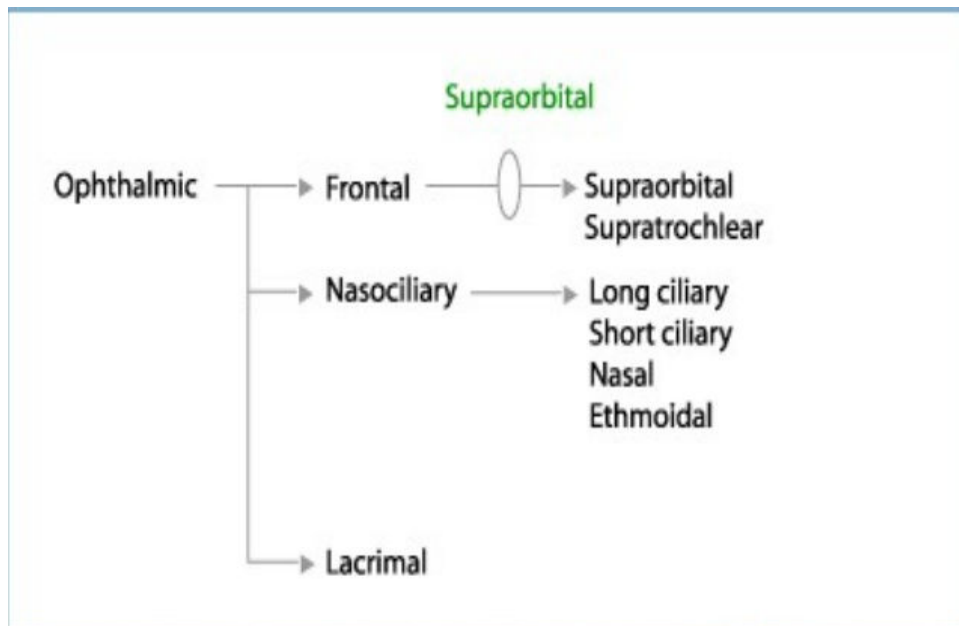 Supraorbital
Ophthalmic Frontal Supraorbital
Supratrochlear
Nasociliary Long ciliary
Short ciliary
Nasal
Ethmoidal
Lacrimal